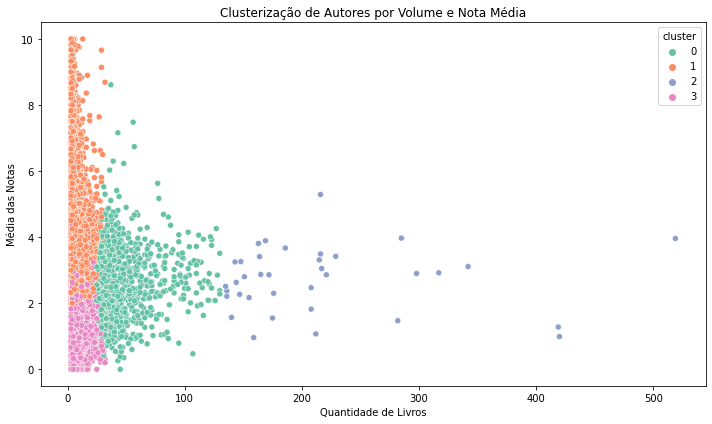 Clusterização de Autores por Volume e Nota Média
cluster
0
1
2
3
Média das Notas
10
8
6
4
2
0
0 100 200 300 400 500
Quantidade de Livros